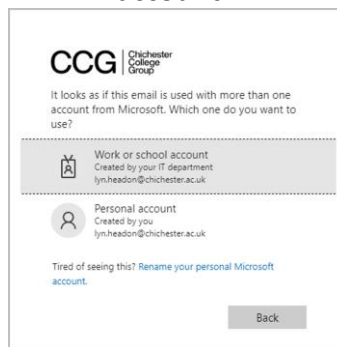 CCG Chichester
College
Group
It looks as if this email is used with more than one
account from Microsoft. Which one do you want to
use?
Work or school account
Created by your IT department
lyn.headon@chichester.ac.uk
Personal account
Created by you
lyn.headon@chichester.ac.uk
Tired of seeing this? Rename your personal Microsoft
account.
Back